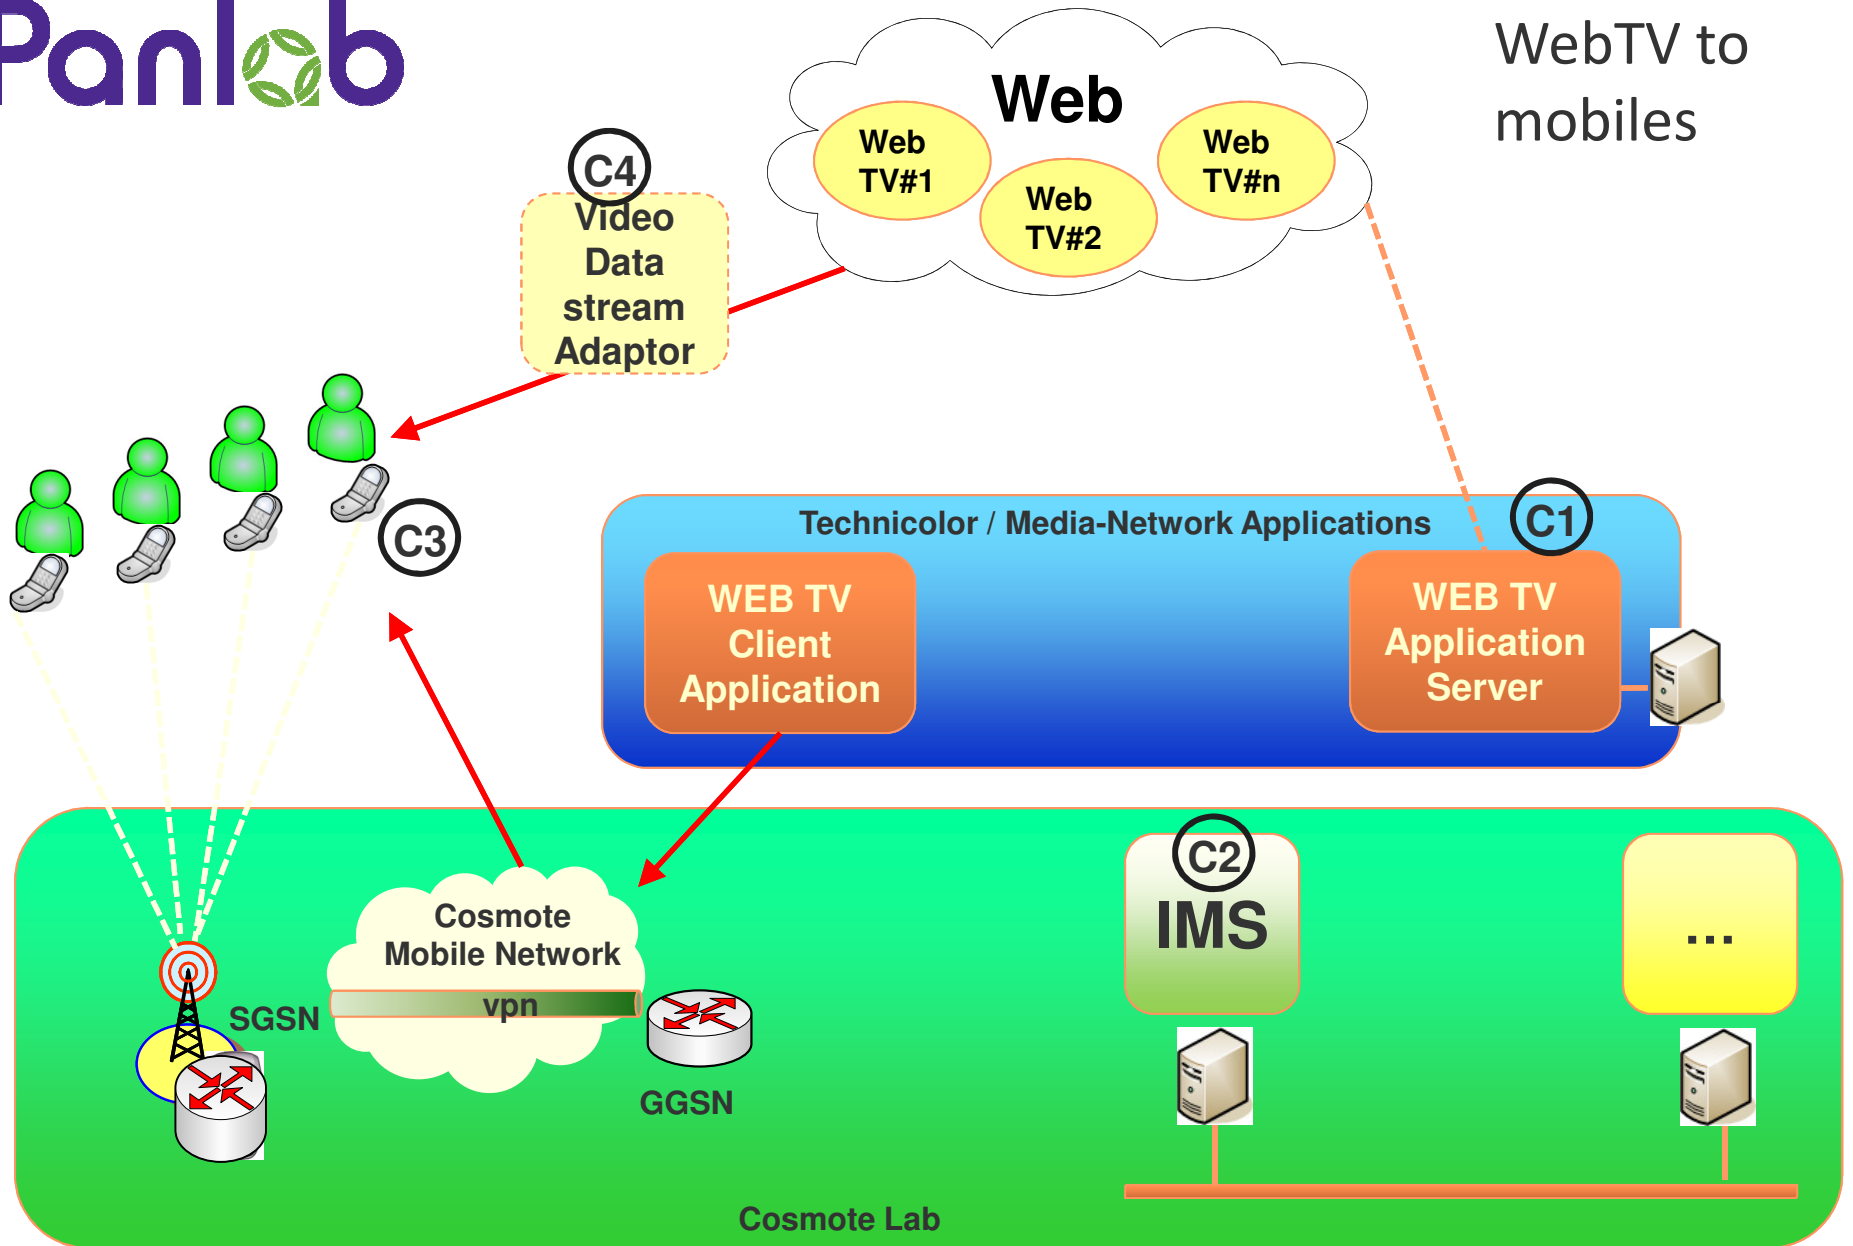 Panlab
WebTV to
mobiles
Web
Web
TV#1
Web
TV#2
Web
TV#n
C4
Video
Data
stream
Adaptor
C3
Technicolor / Media-Network Applications
C1
WEB TV
Client
Application
WEB TV
Application
Server
C2
IMS
...
Cosmote
Mobile Network
vpn
SGSN
GGSN
Cosmote Lab